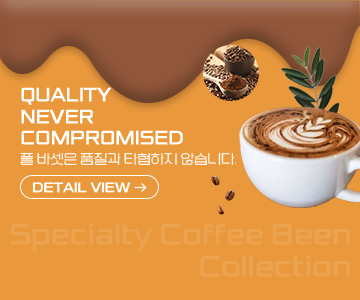 QUALITY
NEVER
COMPROMISED
폴 바셋은 품질과 타협하지 않습니다.
DETAIL VIEW →
Specialty Coffee Been
Collection